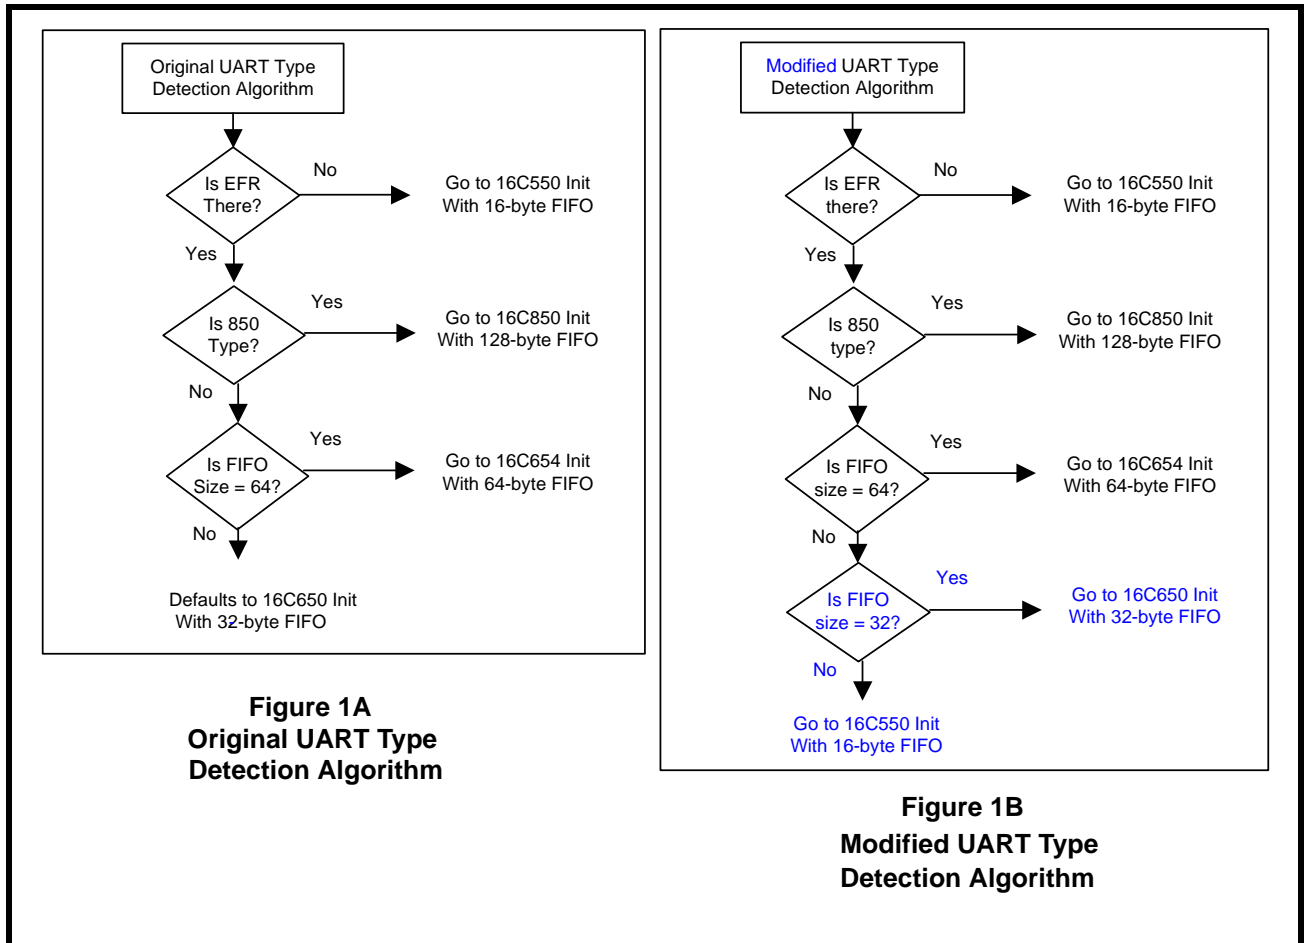 Original UART Type
Detection Algorithm
Is EFR
There?
No
Go to 16C550 Init
With 16-byte FIFO
Yes
Is 850
Type?
Yes
Go to 16C850 Init
With 128-byte FIFO
No
Is FIFO
Size = 64?
Yes
Go to 16C654 Init
With 64-byte FIFO
No
Defaults to 16C650 Init
With 32-byte FIFO
Figure 1A
Original UART Type
Detection Algorithm
Modified UART Type
Detection Algorithm
Is EFR
there?
No
Go to 16C550 Init
With 16-byte FIFO
Yes
Is 850
type?
Yes
Go to 16C850 Init
With 128-byte FIFO
No
Is FIFO
size = 64?
Yes
Go to 16C654 Init
With 64-byte FIFO
No
Is FIFO
size = 32?
Yes
Go to 16C650 Init
With 32-byte FIFO
No
Go to 16C550 Init
With 16-byte FIFO
Figure 1B
Modified UART Type
Detection Algorithm